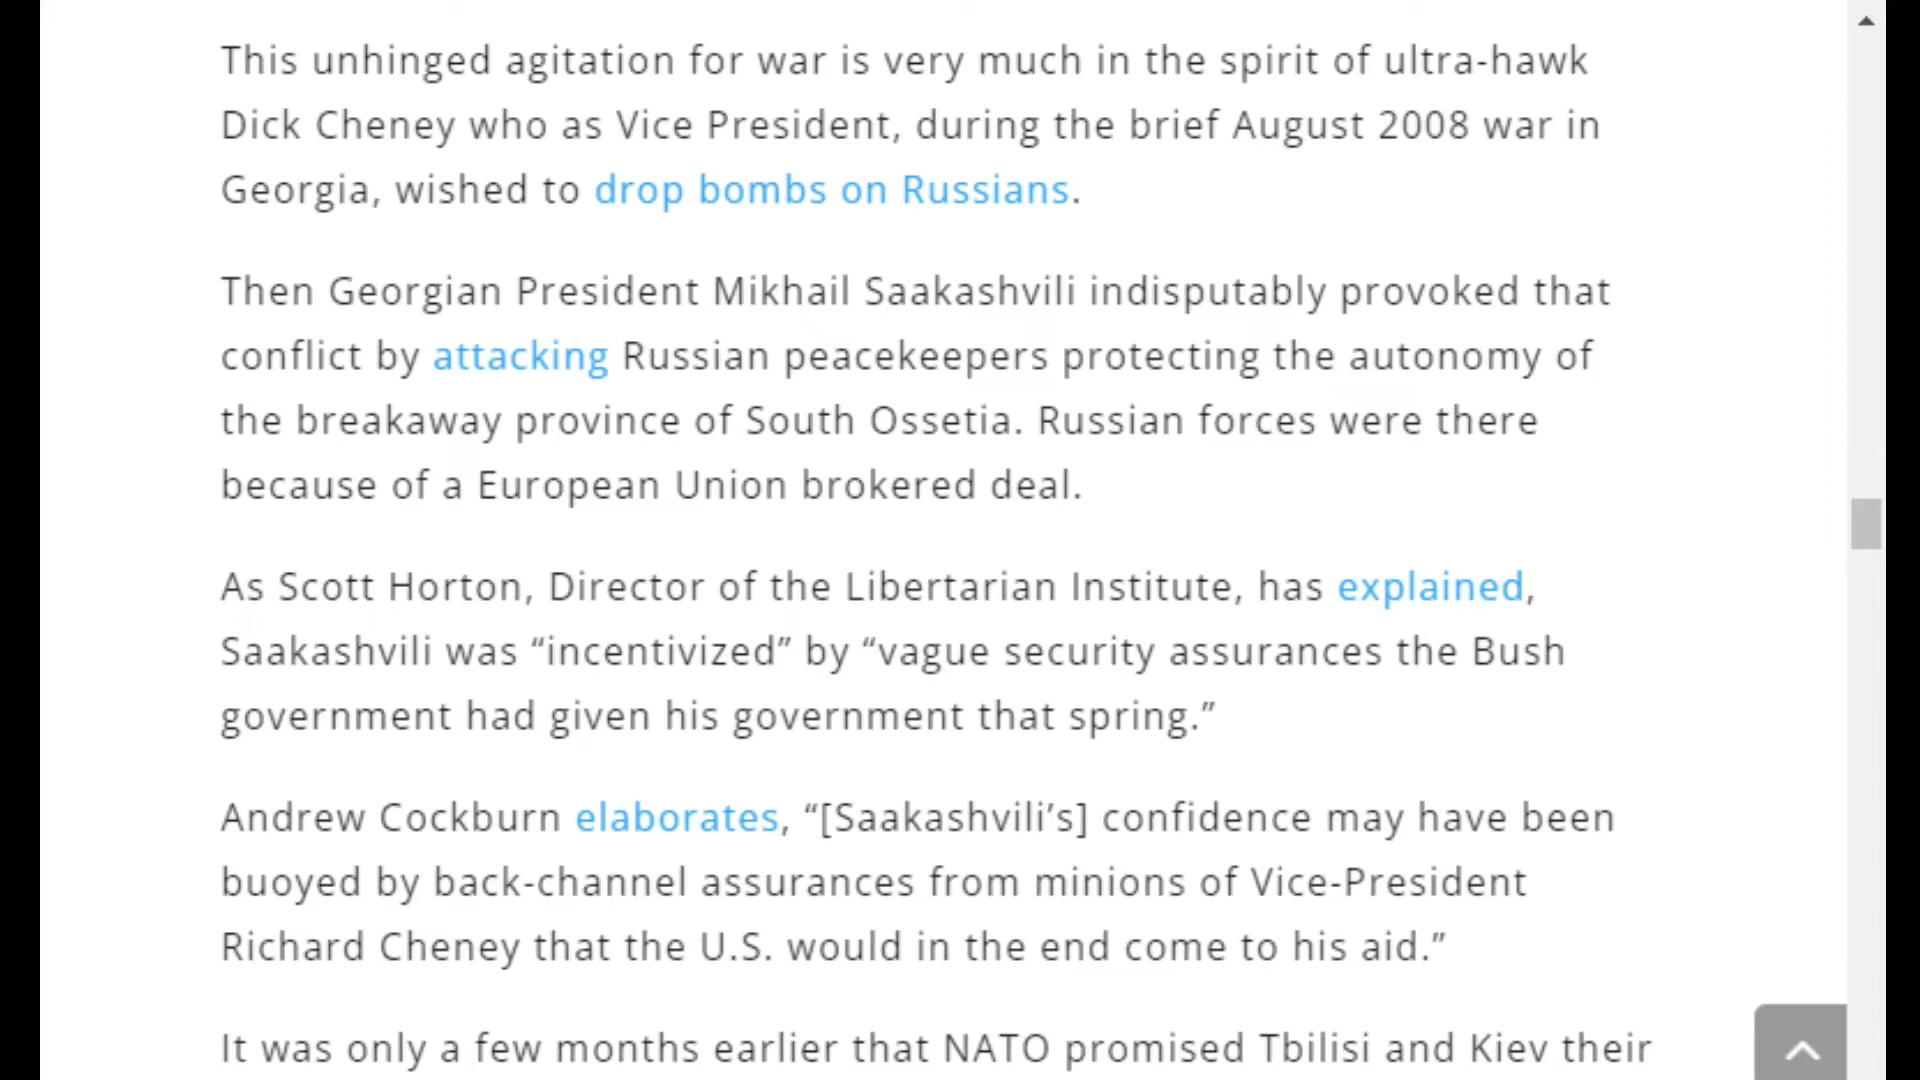 This unhinged agitation for war is very much in the spirit of ultra-hawk
Dick Cheney who as Vice President, during the brief August 2008 war in
Georgia, wished to drop bombs on Russians.
Then Georgian President Mikhail Saakashvili indisputably provoked that
conflict by attacking Russian peacekeepers protecting the autonomy of
the breakaway province of South Ossetia. Russian forces were there
because of a European Union brokered deal.
As Scott Horton, Director of the Libertarian Institute, has explained,
Saakashvili was “incentivized” by “vague security assurances the Bush
government had given his government that spring.”
Andrew Cockburn elaborates, “[Saakashvili’s] confidence may have been
buoyed by back-channel assurances from minions of Vice-President
Richard Cheney that the U.S. would in the end come to his aid.”
It was only a few months earlier that NATO promised Tbilisi and Kiev their